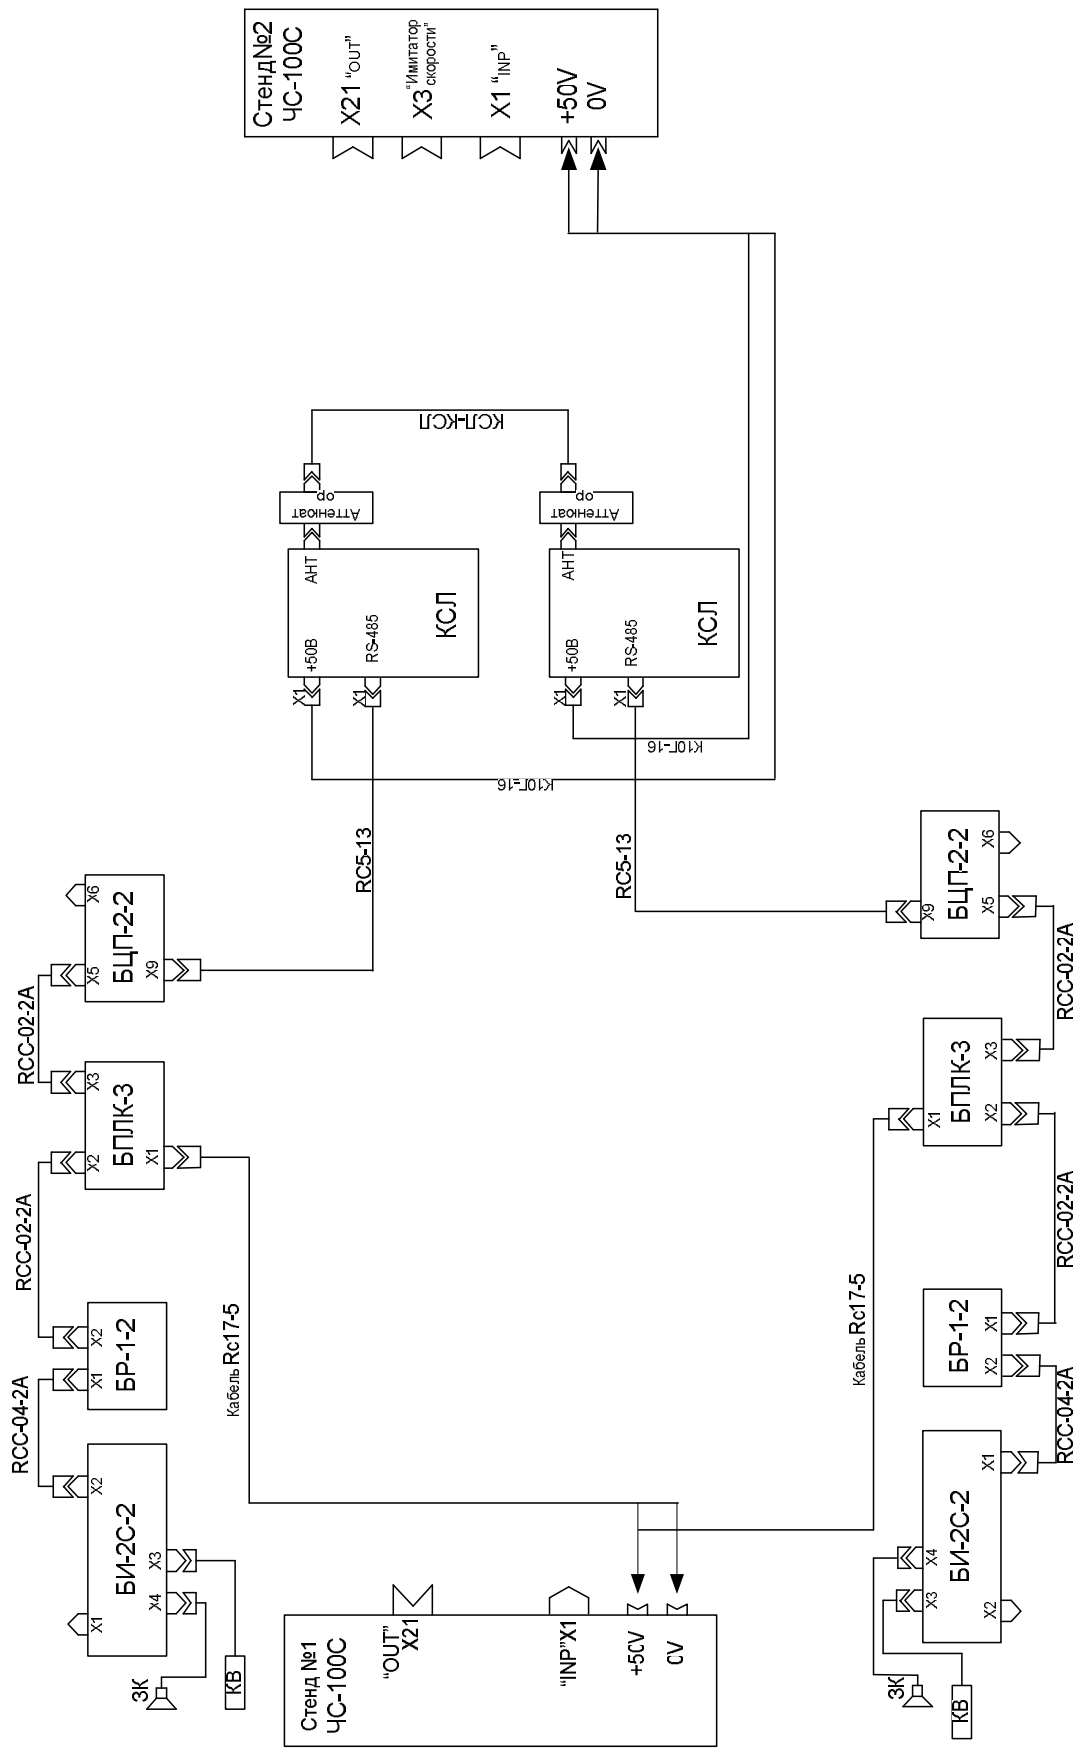 Стенд№2
ЧС-100С
X21 "OUT"
X3 "Имитатор
скорости"
X1 "INP"
+50V
0V
КСЛ-КСЛ
Аттенюат
ор
Аттенюат
ор
АНТ
+50В
RS-485
КСЛ
X1
X1
АНТ
+50В
RS-485
КСЛ
X1
X1
К10Г-16
К10Г-16
RC5-13
RC5-13
БЦП-2-2
X6
X5
X9
БЦП-2-2
X6
X5
X9
RCC-02-2A
RCC-02-2A
БПЛК-3
X3
X2
X1
БПЛК-3
X3
X2
X1
RCC-02-2A
RCC-02-2A
БР-1-2
X2
X1
БР-1-2
X1
X2
Кабель Rc17-5
Кабель Rc17-5
RCC-04-2A
RCC-04-2A
БИ-2С-2
X2
X1
X3
X4
БИ-2С-2
X1
X2
X4
X3
ЗК
КВ
ЗК
КВ
Стенд №1
ЧС-100С
"OUT"
X21
"INP"X1
+50V
0V